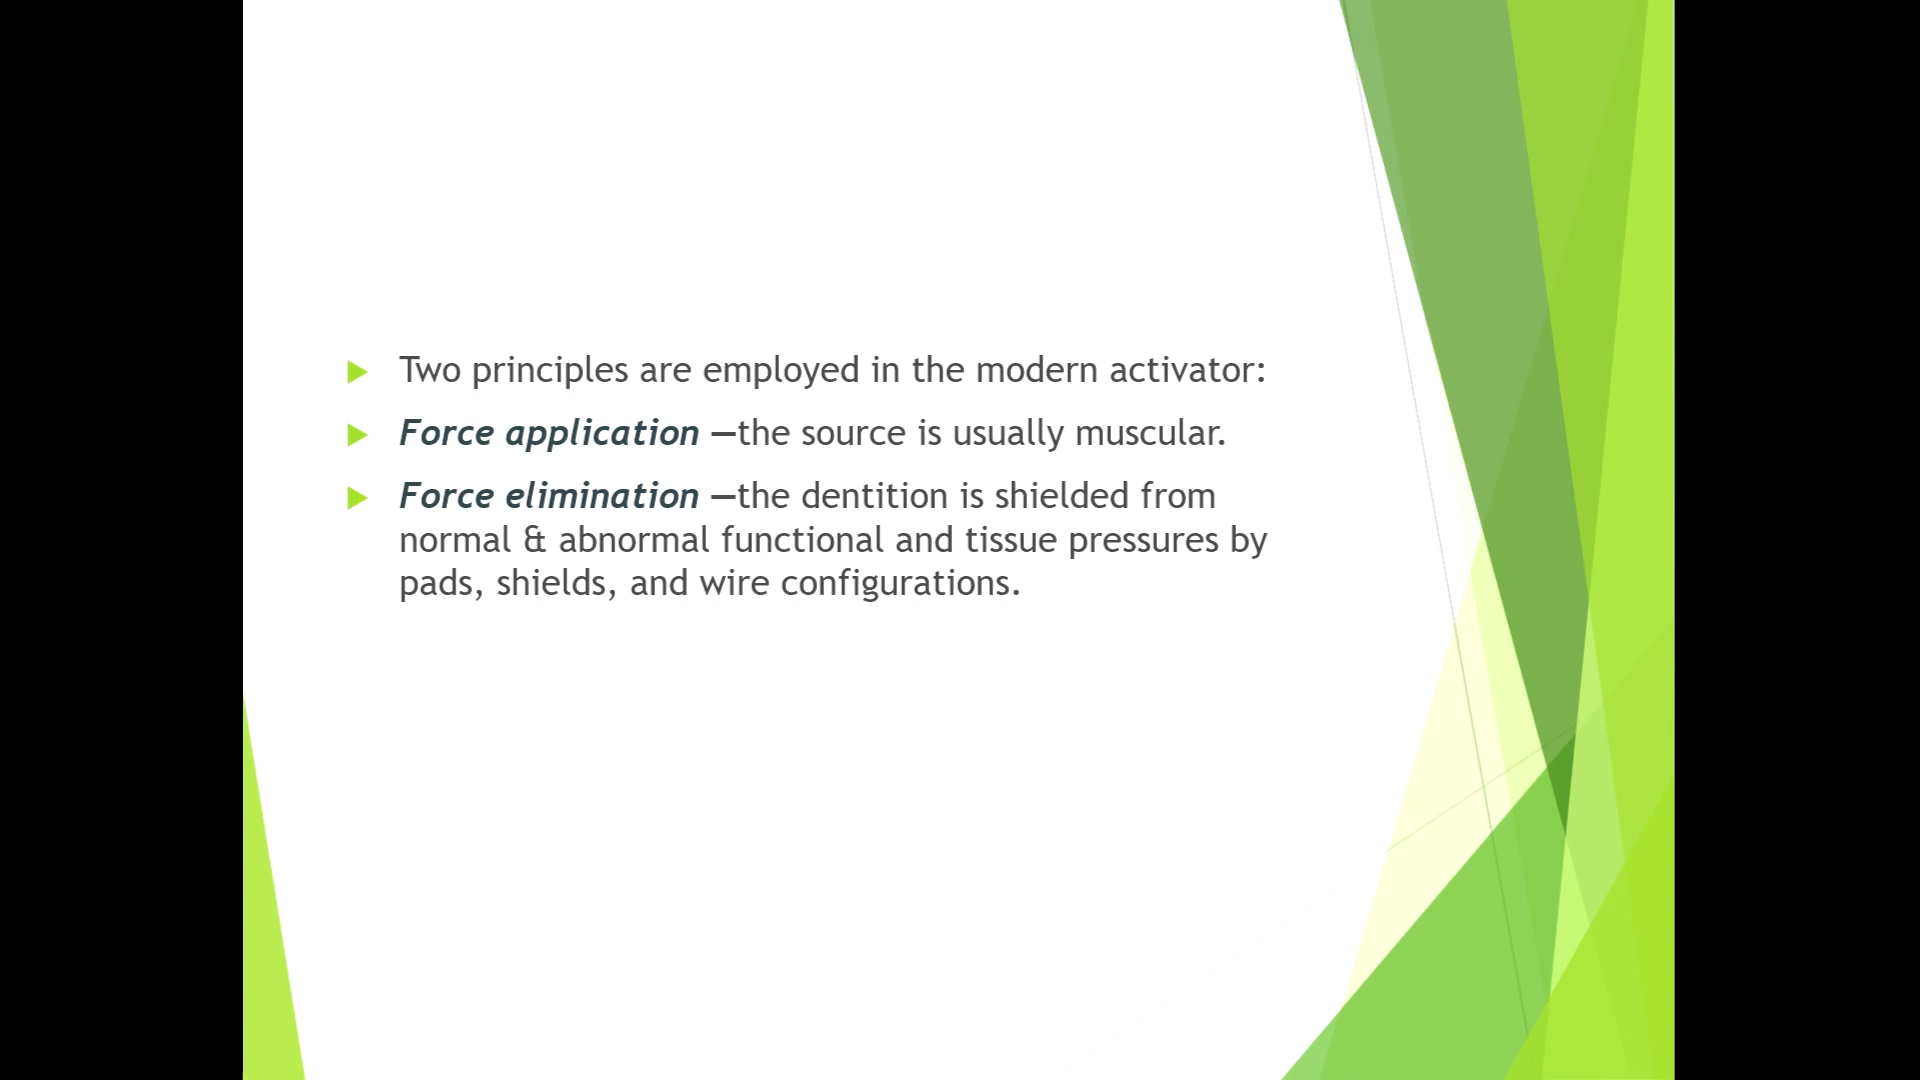 Two principles are employed in the modern activator:
Force application —the source is usually muscular.
Force elimination —the dentition is shielded from
normal & abnormal functional and tissue pressures by
pads, shields, and wire configurations.